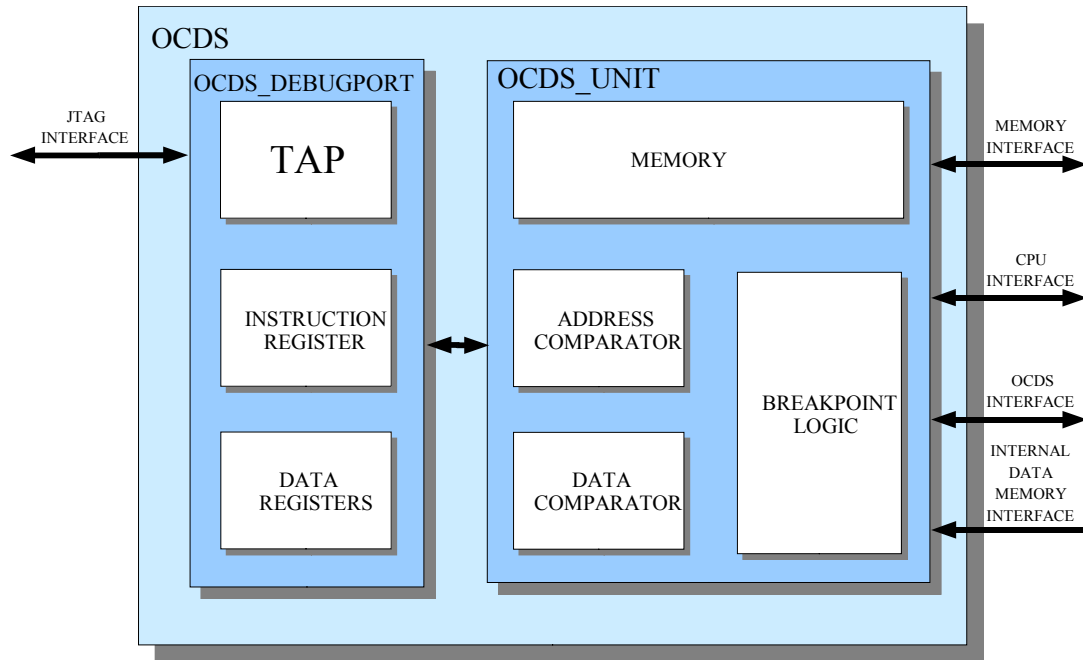 OCDS
OCDS_DEBUGPORT
TAP
INSTRUCTION
REGISTER
DATA
REGISTERS
JTAG
INTERFACE
OCDS_UNIT
MEMORY
ADDRESS
COMPARATOR
DATA
COMPARATOR
BREAKPOINT
LOGIC
MEMORY
INTERFACE
CPU
INTERFACE
OCDS
INTERFACE
INTERNAL
DATA
MEMORY
INTERFACE